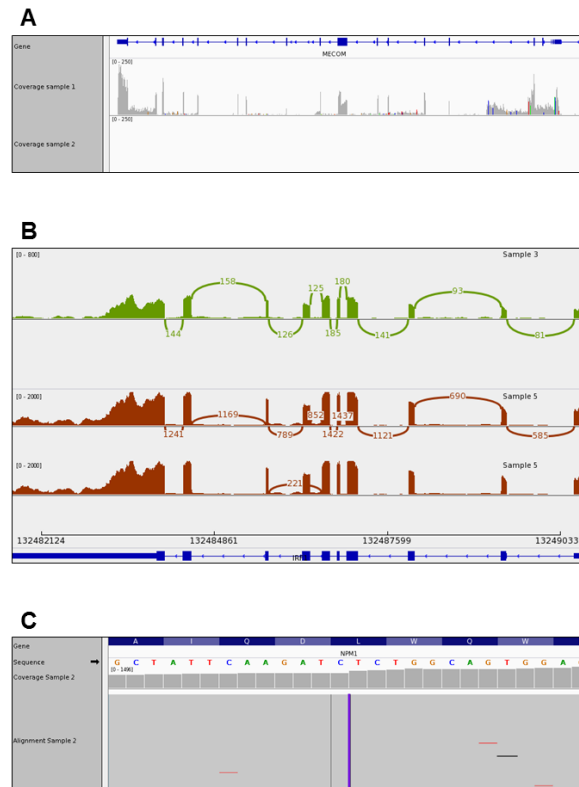 A
Gene
MECOM
[0 - 250]
Coverage sample 1
[0 - 250]
Coverage sample 2
B
[0 - 800]
Sample 3
158
125
180
93
144
126
185
141
81
[0 - 2000]
Sample 5
1169
852
1437
690
1241
789
1422
1121
585
[0 - 2000]
Sample 5
221
132482124 132484861 132487599 13249033
C
Gene
A I Q D L W Q W
NPM1
Sequence
G C T A T T C A A G A T C T C T G G C A G T G G A
[0 - 1496]
Coverage Sample 2
Alignment Sample 2